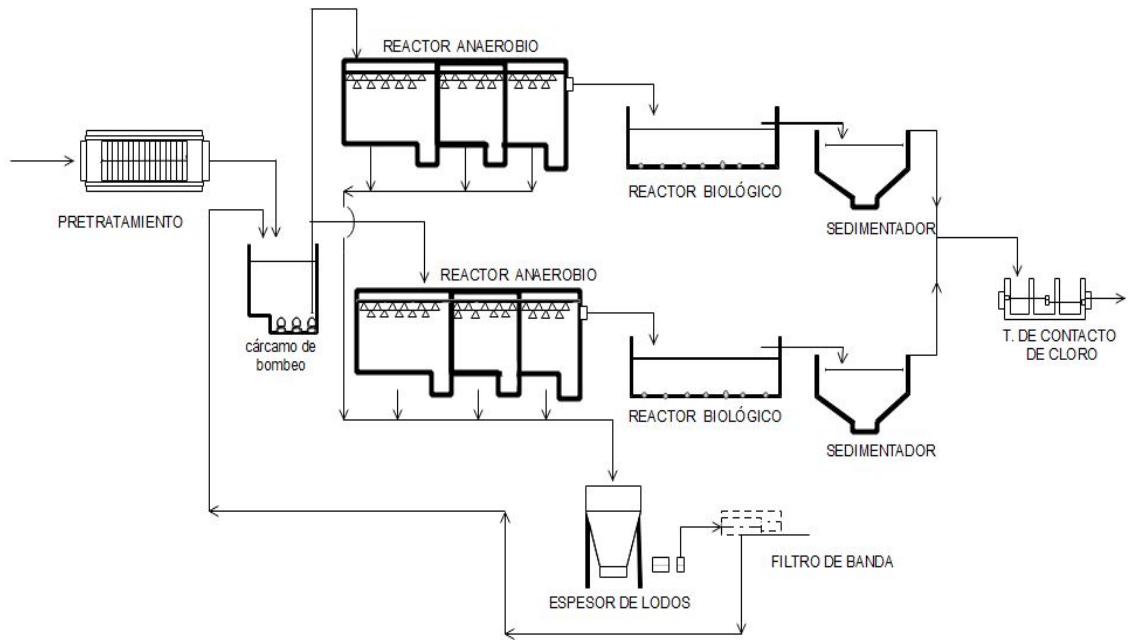 REACTOR ANAEROBIO
PRETRATAMIENTO
REACTOR BIOLÓGICO
SEDIMENTADOR
REACTOR ANAEROBIO
cárcamo de
bombeo
T. DE CONTACTO
DE CLORO
REACTOR BIOLÓGICO
SEDIMENTADOR
FILTRO DE BANDA
ESPESOR DE LODOS